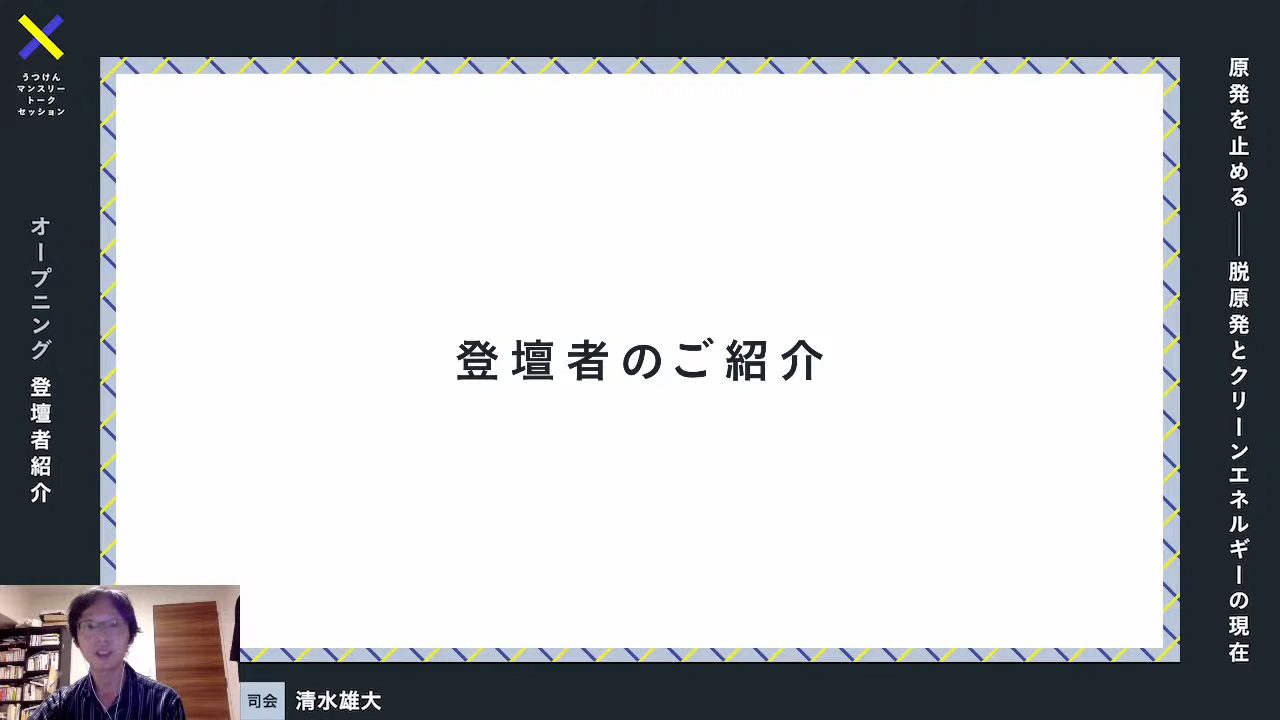 うつけん
マンスリー
トーク
セッション
オープニング 登壇者紹介
登壇者のご紹介
原発を止める——脱原発とクリーンエネルギーの現在
司会 清水雄大